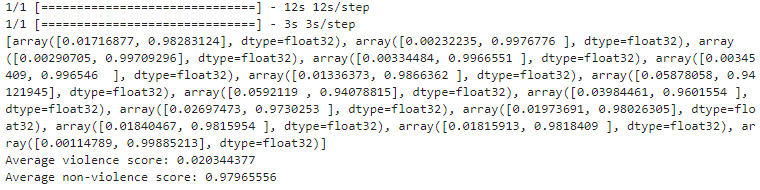 1/1 [==============================] - 12s 12s/step
1/1 [==============================] - 3s 3s/step
[array([0.01716877, 0.98283124], dtype=float32), array([0.00232235, 0.9976776 ], dtype=float32), array
([0.00290705, 0.99709296], dtype=float32), array([0.00334484, 0.9966551 ], dtype=float32), array([0.00345
409, 0.996546  ], dtype=float32), array([0.01336373, 0.9866362 ], dtype=float32), array([0.05878058, 0.94
121945], dtype=float32), array([0.0592119 , 0.94078815], dtype=float32), array([0.03984461, 0.9601554 ],
dtype=float32), array([0.02697473, 0.9730253 ], dtype=float32), array([0.01973691, 0.98026305], dtype=flo
at32), array([0.01840467, 0.9815954 ], dtype=float32), array([0.01815913, 0.9818409 ], dtype=float32), ar
ray([0.00114789, 0.99885213], dtype=float32)]
Average violence score: 0.020344377
Average non-violence score: 0.97965556